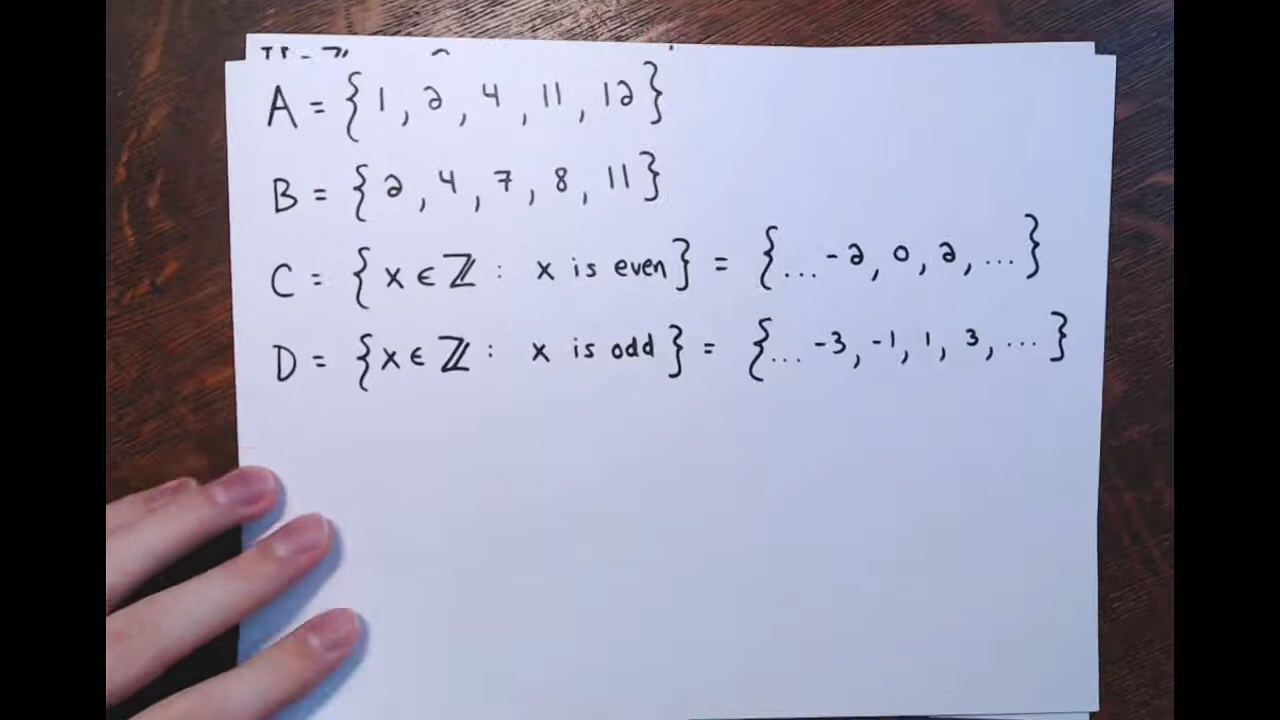 A = {1, 2, 4, 11, 12}
B = {2, 4, 7, 8, 11}
C = {x ∈ ℤ : x is even} = {... -2, 0, 2, ...}
D = {x ∈ ℤ : x is odd} = {... -3, -1, 1, 3, ...}